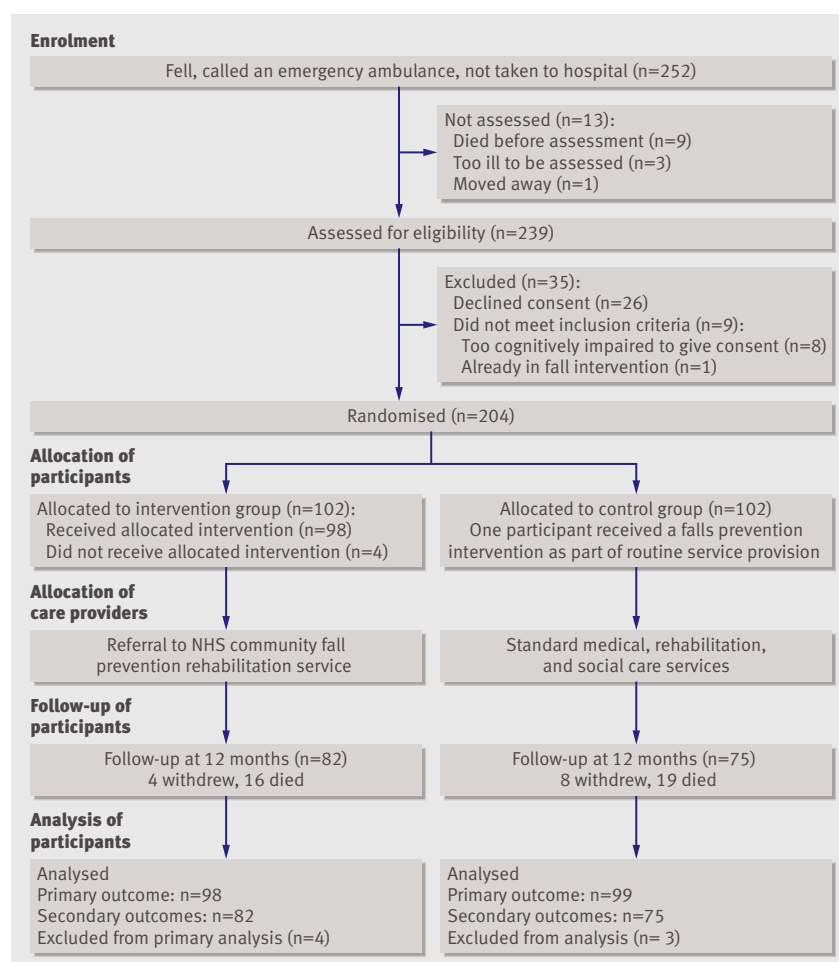 Enrolment
Fell, called an emergency ambulance, not taken to hospital (n=252)
Not assessed (n=13):
Died before assessment (n=9)
Too ill to be assessed (n=3)
Moved away (n=1)
Assessed for eligibility (n=239)
Excluded (n=35):
Declined consent (n=26)
Did not meet inclusion criteria (n=9):
Too cognitively impaired to give consent (n=8)
Already in fall intervention (n=1)
Randomised (n=204)
Allocation of
participants
Allocated to intervention group (n=102):
Received allocated intervention (n=98)
Did not receive allocated intervention (n=4)
Allocated to control group (n=102)
One participant received a falls prevention
intervention as part of routine service provision
Allocation of
care providers
Referral to NHS community fall
prevention rehabilitation service
Standard medical, rehabilitation,
and social care services
Follow-up of
participants
Follow-up at 12 months (n=82)
4 withdrew, 16 died
Follow-up at 12 months (n=75)
8 withdrew, 19 died
Analysis of
participants
Analysed
Primary outcome: n=98
Secondary outcomes: n=82
Excluded from primary analysis (n=4)
Analysed
Primary outcome: n=99
Secondary outcomes: n=75
Excluded from analysis (n= 3)